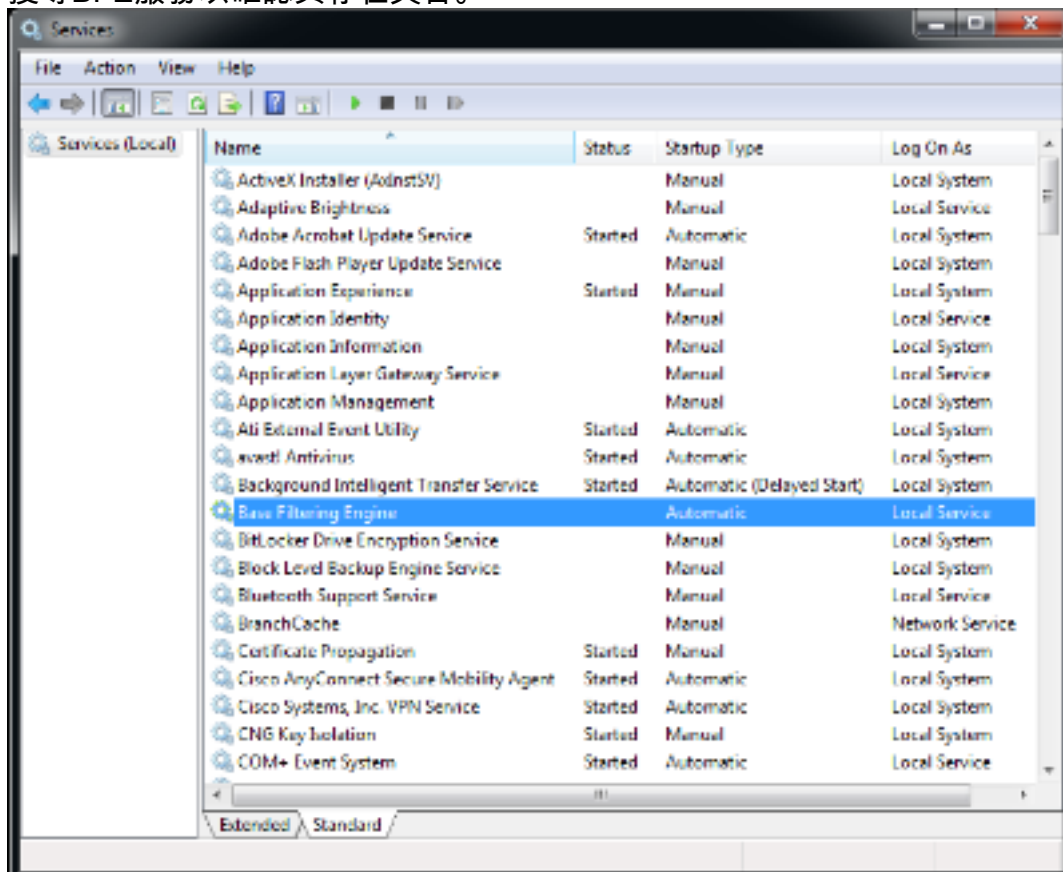 Services
File Action View Help
Services (Local)
Name Status Startup Type Log On As
ActiveX Installer (AxInstSV) Manual Local System
Adaptive Brightness Manual Local Service
Adobe Acrobat Update Service Started Automatic Local System
Adobe Flash Player Update Service Manual Local System
Application Experience Started Manual Local System
Application Identity Manual Local Service
Application Information Manual Local System
Application Layer Gateway Service Manual Local Service
Application Management Manual Local System
Ati External Event Utility Started Automatic Local System
avast! Antivirus Started Automatic Local System
Background Intelligent Transfer Service Started Automatic (Delayed Start) Local System
Base Filtering Engine Automatic Local Service
BitLocker Drive Encryption Service Manual Local System
Block Level Backup Engine Service Manual Local System
Bluetooth Support Service Manual Local Service
BranchCache Manual Network Service
Certificate Propagation Started Manual Local System
Cisco AnyConnect Secure Mobility Agent Started Automatic Local System
Cisco Systems, Inc. VPN Service Started Automatic Local System
CNG Key Isolation Started Manual Local System
COM+ Event System Started Automatic Local Service
Extended Standard